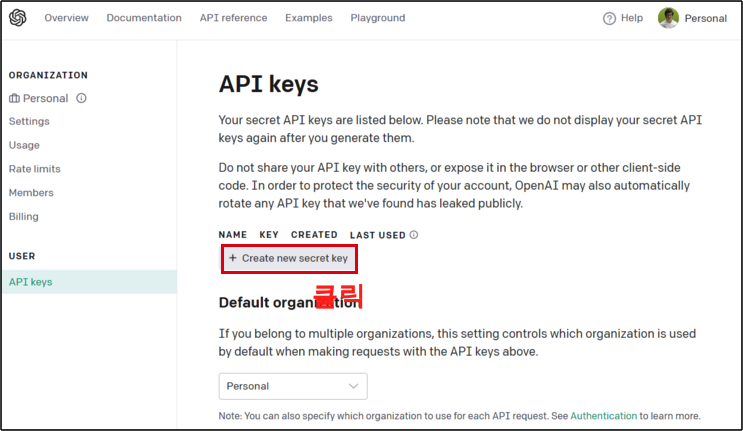 Overview Documentation API reference Examples Playground Help Personal
ORGANIZATION
Personal
Settings
Usage
Rate limits
Members
Billing
USER
API keys
API keys
Your secret API keys are listed below. Please note that we do not display your secret API
keys again after you generate them.
Do not share your API key with others, or expose it in the browser or other client-side
code. In order to protect the security of your account, OpenAI may also automatically
rotate any API key that we've found has leaked publicly.
NAME KEY CREATED LAST USED
+ Create new secret key
클릭
Default organization
If you belong to multiple organizations, this setting controls which organization is used
by default when making requests with the API keys above.
Personal
Note: You can also specify which organization to use for each API request. See Authentication to learn more.